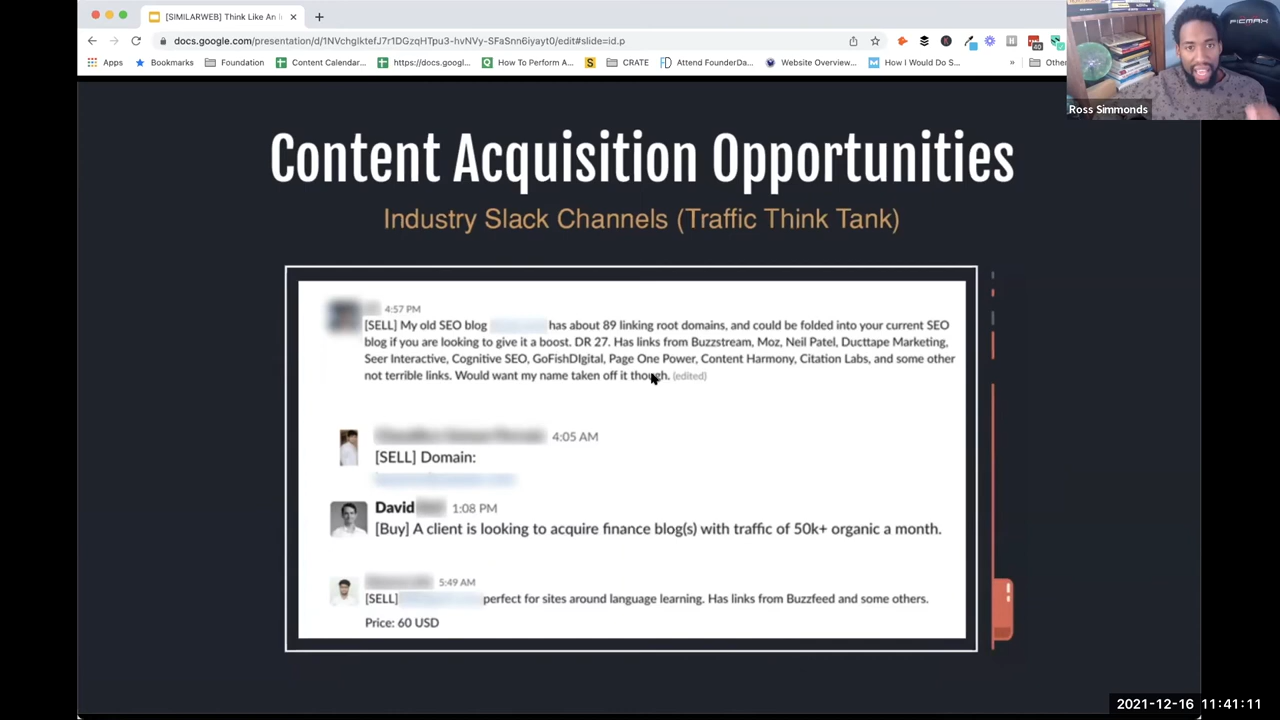 [SIMILARWEB] Think Like An I
docs.google.com/presentation/d/1NVchgIktefJ7r1DGzqHTpu3-hvNVy-SFaSnn6iyayt0/edit#slide=id.p
40
Apps Bookmarks Foundation Content Calendar... https://docs.googl... How To Perform A... S CRATE Attend FounderDa... Website Overview... How I Would Do S... » Other
PICMAX
Ross Simmonds
Content Acquisition Opportunities
Industry Slack Channels (Traffic Think Tank)
4:57 PM
[SELL] My old SEO blog has about 89 linking root domains, and could be folded into your current SEO
blog if you are looking to give it a boost. DR 27. Has links from Buzzstream, Moz, Neil Patel, Ducttape Marketing,
Seer Interactive, Cognitive SEO, GoFishDIgital, Page One Power, Content Harmony, Citation Labs, and some other
not terrible links. Would want my name taken off it though. (edited)
4:05 AM
[SELL] Domain:
David 1:08 PM
[Buy] A client is looking to acquire finance blog(s) with traffic of 50k+ organic a month.
5:49 AM
[SELL] perfect for sites around language learning. Has links from Buzzfeed and some others.
Price: 60 USD
2021-12-16 11:41:11